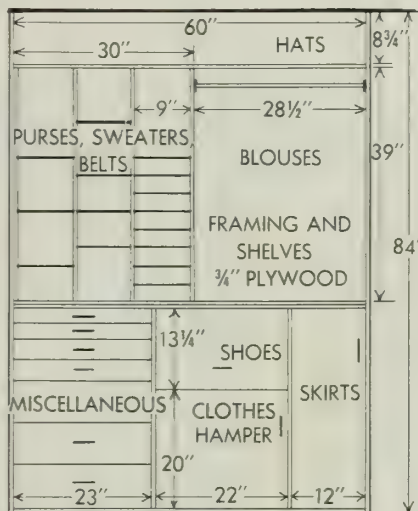 60"
30"
HATS
8¾"
9"
28½"
PURSES, SWEATERS,
BELTS
BLOUSES
39"
FRAMING AND
SHELVES
¾" PLYWOOD
84"
13¼"
SHOES
MISCELLANEOUS
CLOTHES
HAMPER
SKIRTS
20"
23"
22"
12"